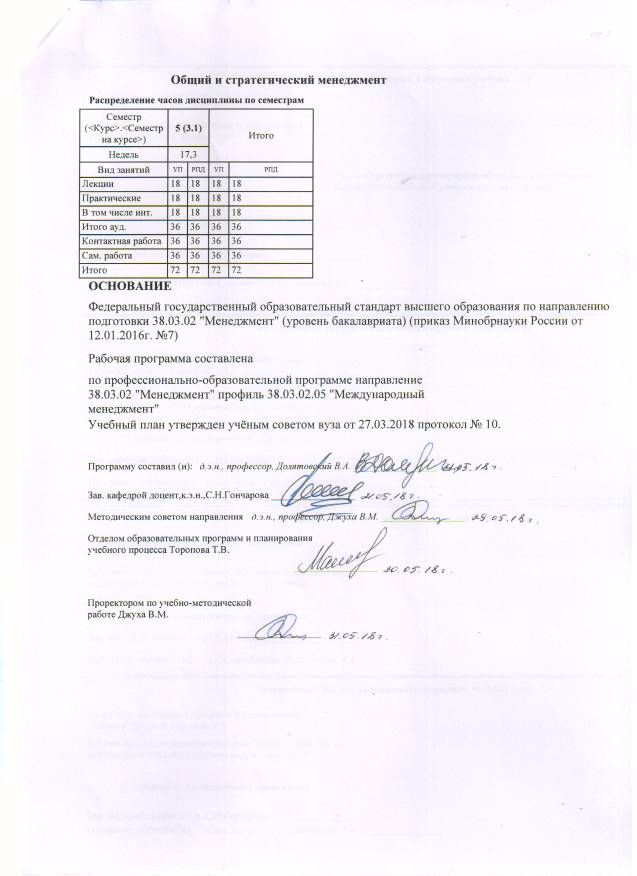 Общий и стратегический менеджмент
Распределение часов дисциплины по семестрам
Семестр
(<Курс>.<Семестр
на курсе>)
5 (3.1)
Итого
Недель 17,3
Вид занятий УП РПД УП РПД
Лекции 18 18 18 18
Практические 18 18 18 18
В том числе инт. 18 18 18 18
Итого ауд. 36 36 36 36
Контактная работа 36 36 36 36
Сам. работа 36 36 36 36
Итого 72 72 72 72
ОСНОВАНИЕ
Федеральный государственный образовательный стандарт высшего образования по направлению
подготовки 38.03.02 "Менеджмент" (уровень бакалавриата) (приказ Минобрнауки России от
12.01.2016г. №7)
Рабочая программа составлена
по профессионально-образовательной программе направление
38.03.02 "Менеджмент" профиль 38.03.02.05 "Международный
менеджмент"
Учебный план утвержден учёным советом вуза от 27.03.2018 протокол № 10.
Программу составил (и): д.э.н., профессор, Долятовский В.А. 21.05.18г.
Зав. кафедрой доцент,к.э.н.,С.Н.Гончарова 21.05.18г.
Методическим советом направления д.э.н., профессор, Джуха В.М. 29.05.18г.
Отделом образовательных программ и планирования
учебного процесса Торопова Т.В.
30.05.18г.
Проректором по учебно-методической
работе Джуха В.М.
31.05.18г.